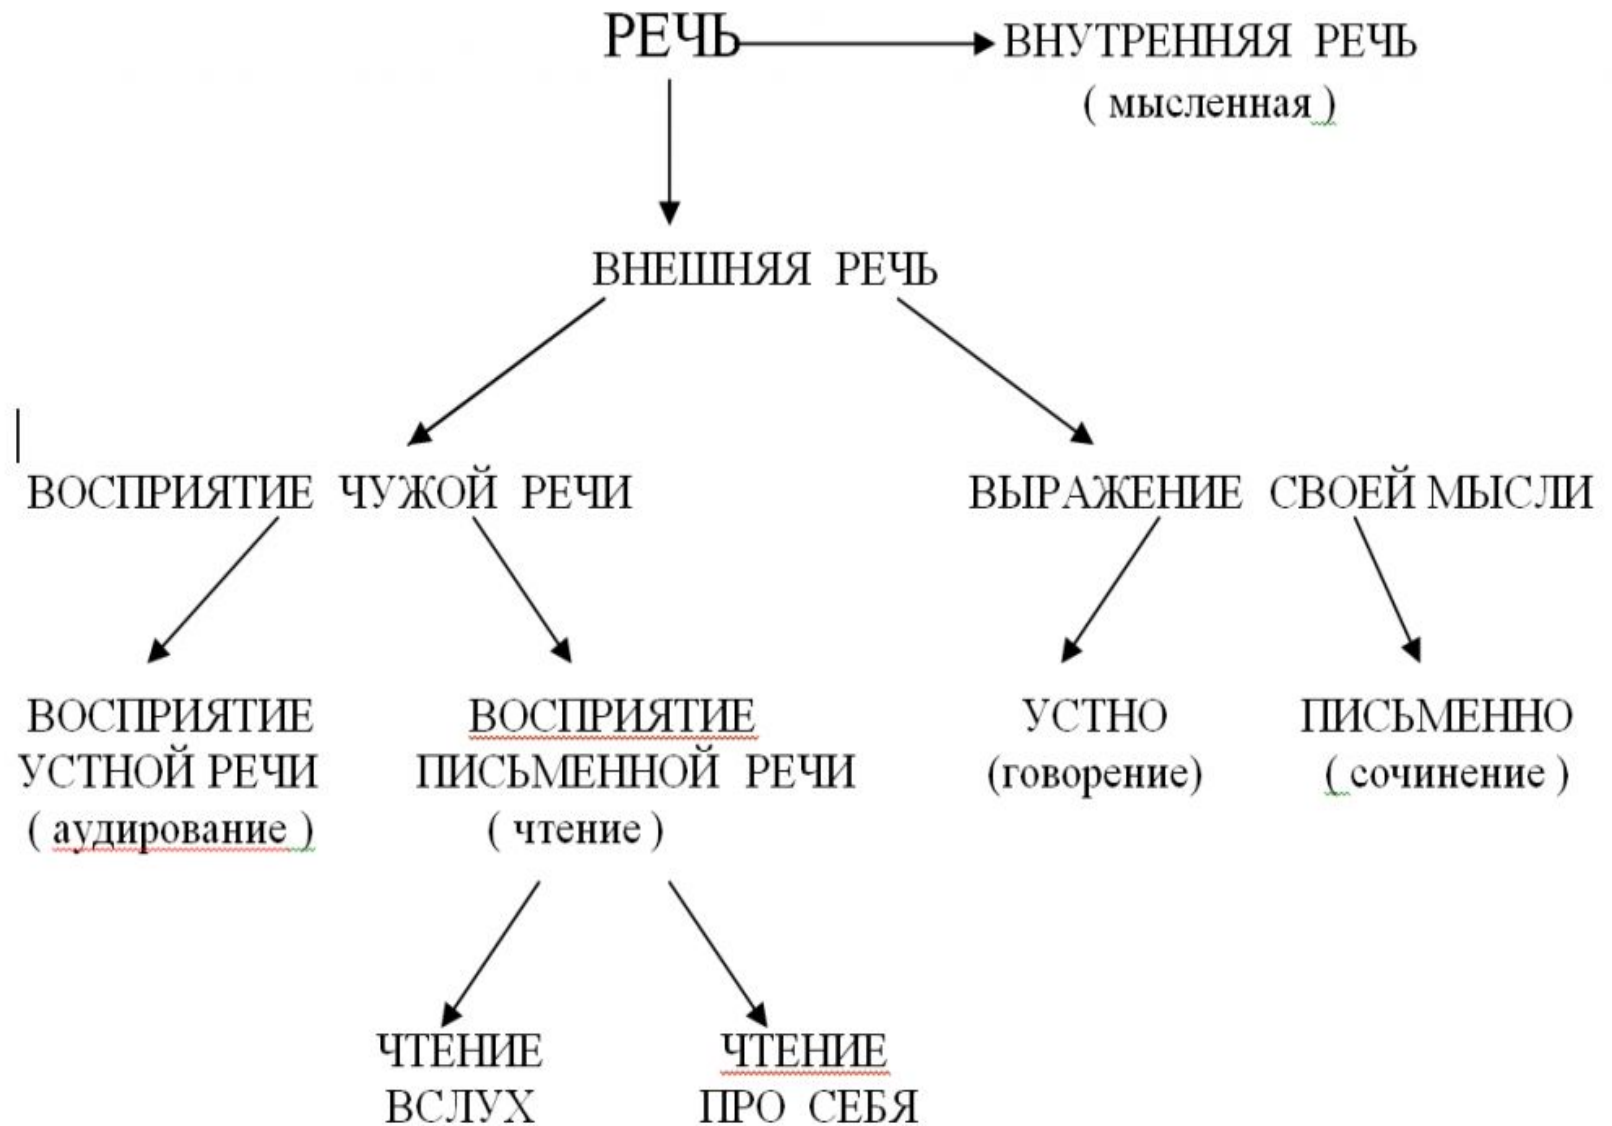 РЕЧЬ
ВНУТРЕННЯЯ РЕЧЬ
( мысленная )
ВНЕШНЯЯ РЕЧЬ
ВОСПРИЯТИЕ ЧУЖОЙ РЕЧИ
ВЫРАЖЕНИЕ СВОЕЙ МЫСЛИ
ВОСПРИЯТИЕ
УСТНОЙ РЕЧИ
( аудирование )
ВОСПРИЯТИЕ
ПИСЬМЕННОЙ РЕЧИ
( чтение )
УСТНО
(говорение)
ПИСЬМЕННО
( сочинение )
ЧТЕНИЕ
ВСЛУХ
ЧТЕНИЕ
ПРО СЕБЯ